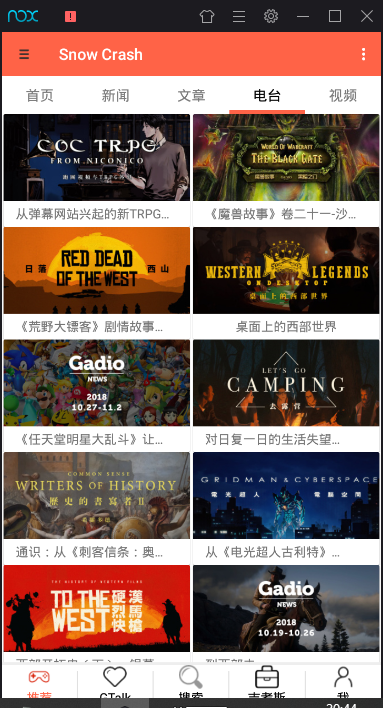 nox
Snow Crash
首页 新闻 文章 电台 视频
COC TRPG
FROM.NICONICO
WORLD OF WARCRAFT
THE BLACK GATE
从弹幕网站兴起的新TRPG...
《魔兽故事》卷二十一-沙...
日落 RED DEAD OF THE WEST 西山
WESTERN LEGENDS
ON DESKTOP
桌面上的西部世界
《荒野大镖客》剧情故事...
桌面上的西部世界
Gadio
NEWS
2018
10.27-11.2
LET'S GO
CAMPING
去露营
《任天堂明星大乱斗》让...
对日复一日的生活失望...
COMMON SENSE
WRITERS OF HISTORY
歷史的書寫者II
GRIDMAN & CYBERSPACE
電光超人 電腦空間
通识：从《刺客信条：奥...
从《电光超人古利特》...
THE HISTORY OF WESTERN FILMS
TO THE WEST
硬漢
烈馬
快槍
Gadio
NEWS
2018
10.19-10.26
推荐 GTalk 搜索 吉考斯 我
20:44